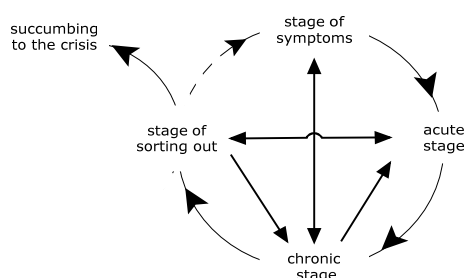 succumbing
to the crisis
stage of
symptoms
stage of
sorting out
acute
stage
chronic
stage